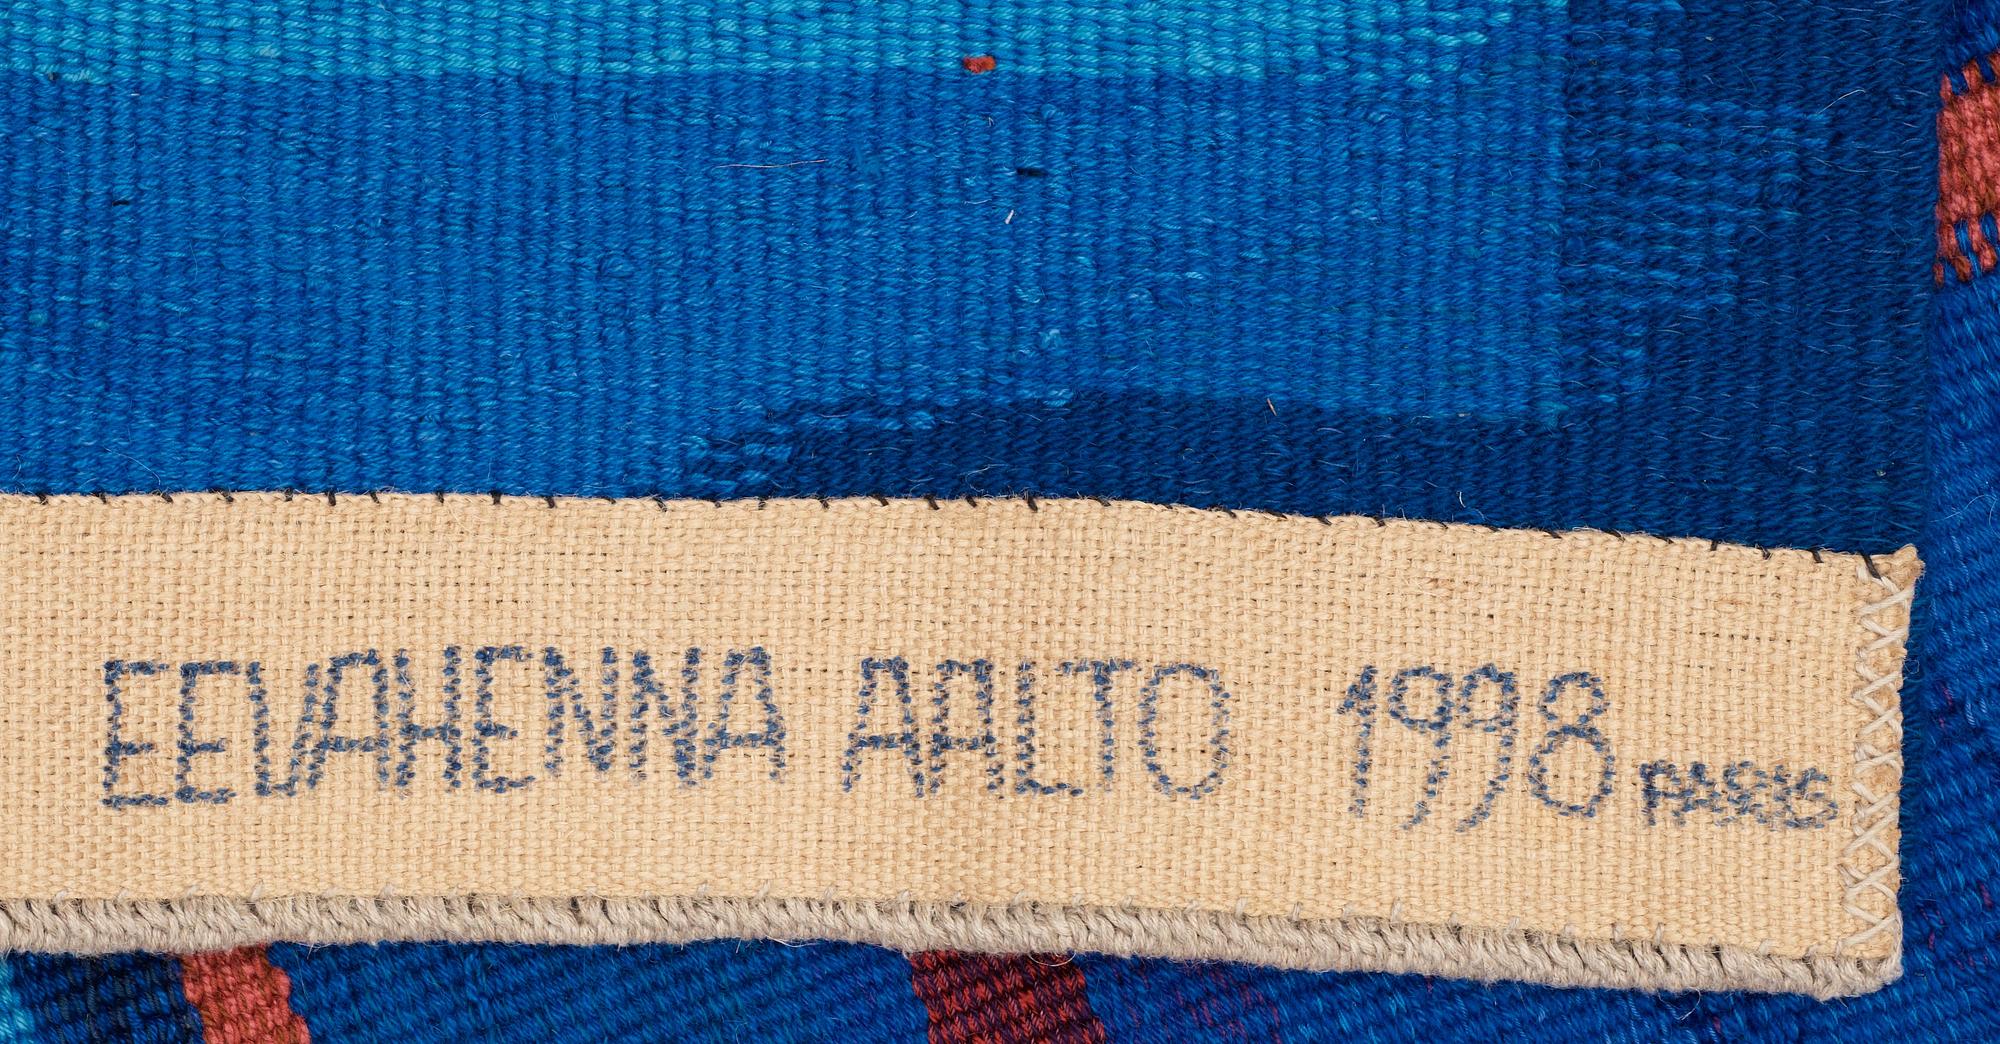 EEVAHENNA AALTO 1998 PARIS